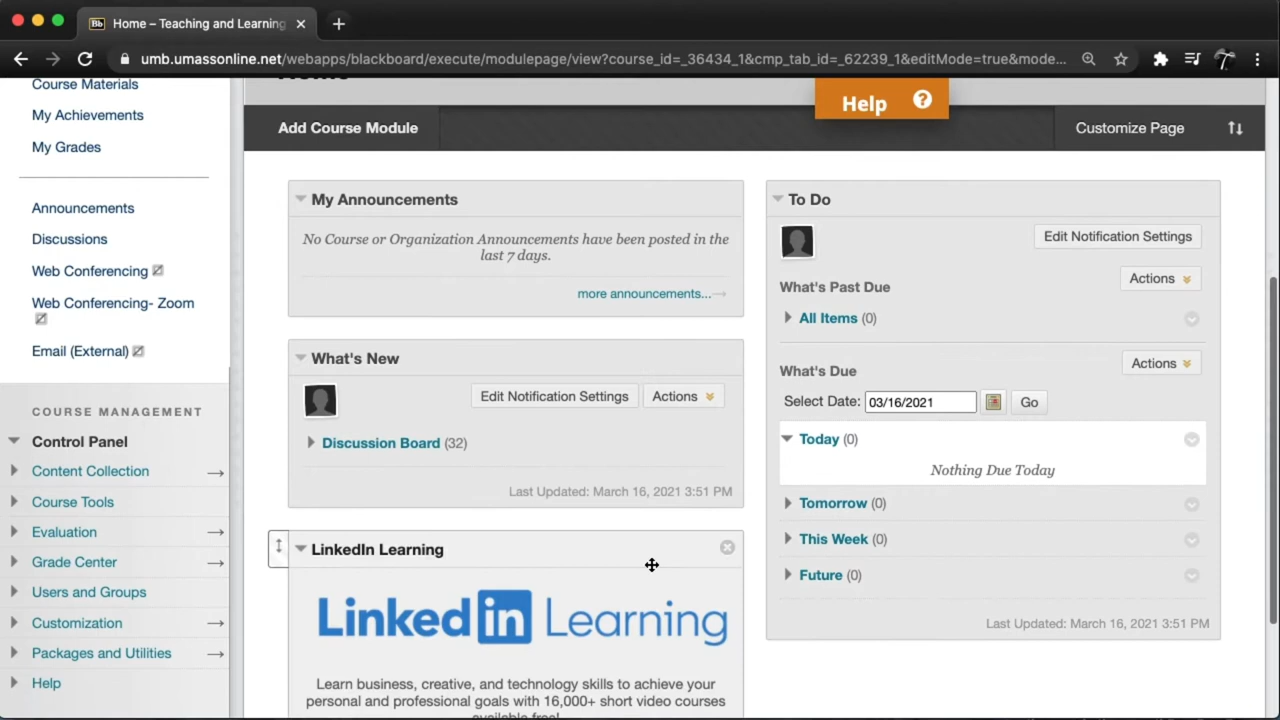 Bb Home – Teaching and Learning
umb.umassonline.net/webapps/blackboard/execute/modulepage/view?course_id=_36434_1&cmp_tab_id=_62239_1&editMode=true&mode...
Course Materials
My Achievements
My Grades
Announcements
Discussions
Web Conferencing
Web Conferencing- Zoom
Email (External)
COURSE MANAGEMENT
Control Panel
Content Collection
Course Tools
Evaluation
Grade Center
Users and Groups
Customization
Packages and Utilities
Help
Home
Help ?
Add Course Module
Customize Page
My Announcements
No Course or Organization Announcements have been posted in the
last 7 days.
more announcements...
What's New
Edit Notification Settings
Actions
Discussion Board (32)
Last Updated: March 16, 2021 3:51 PM
LinkedIn Learning
Linked in Learning
Learn business, creative, and technology skills to achieve your
personal and professional goals with 16,000+ short video courses
available free!
To Do
Edit Notification Settings
Actions
What's Past Due
All Items (0)
Actions
What's Due
Select Date: 03/16/2021 Go
Today (0)
Nothing Due Today
Tomorrow (0)
This Week (0)
Future (0)
Last Updated: March 16, 2021 3:51 PM